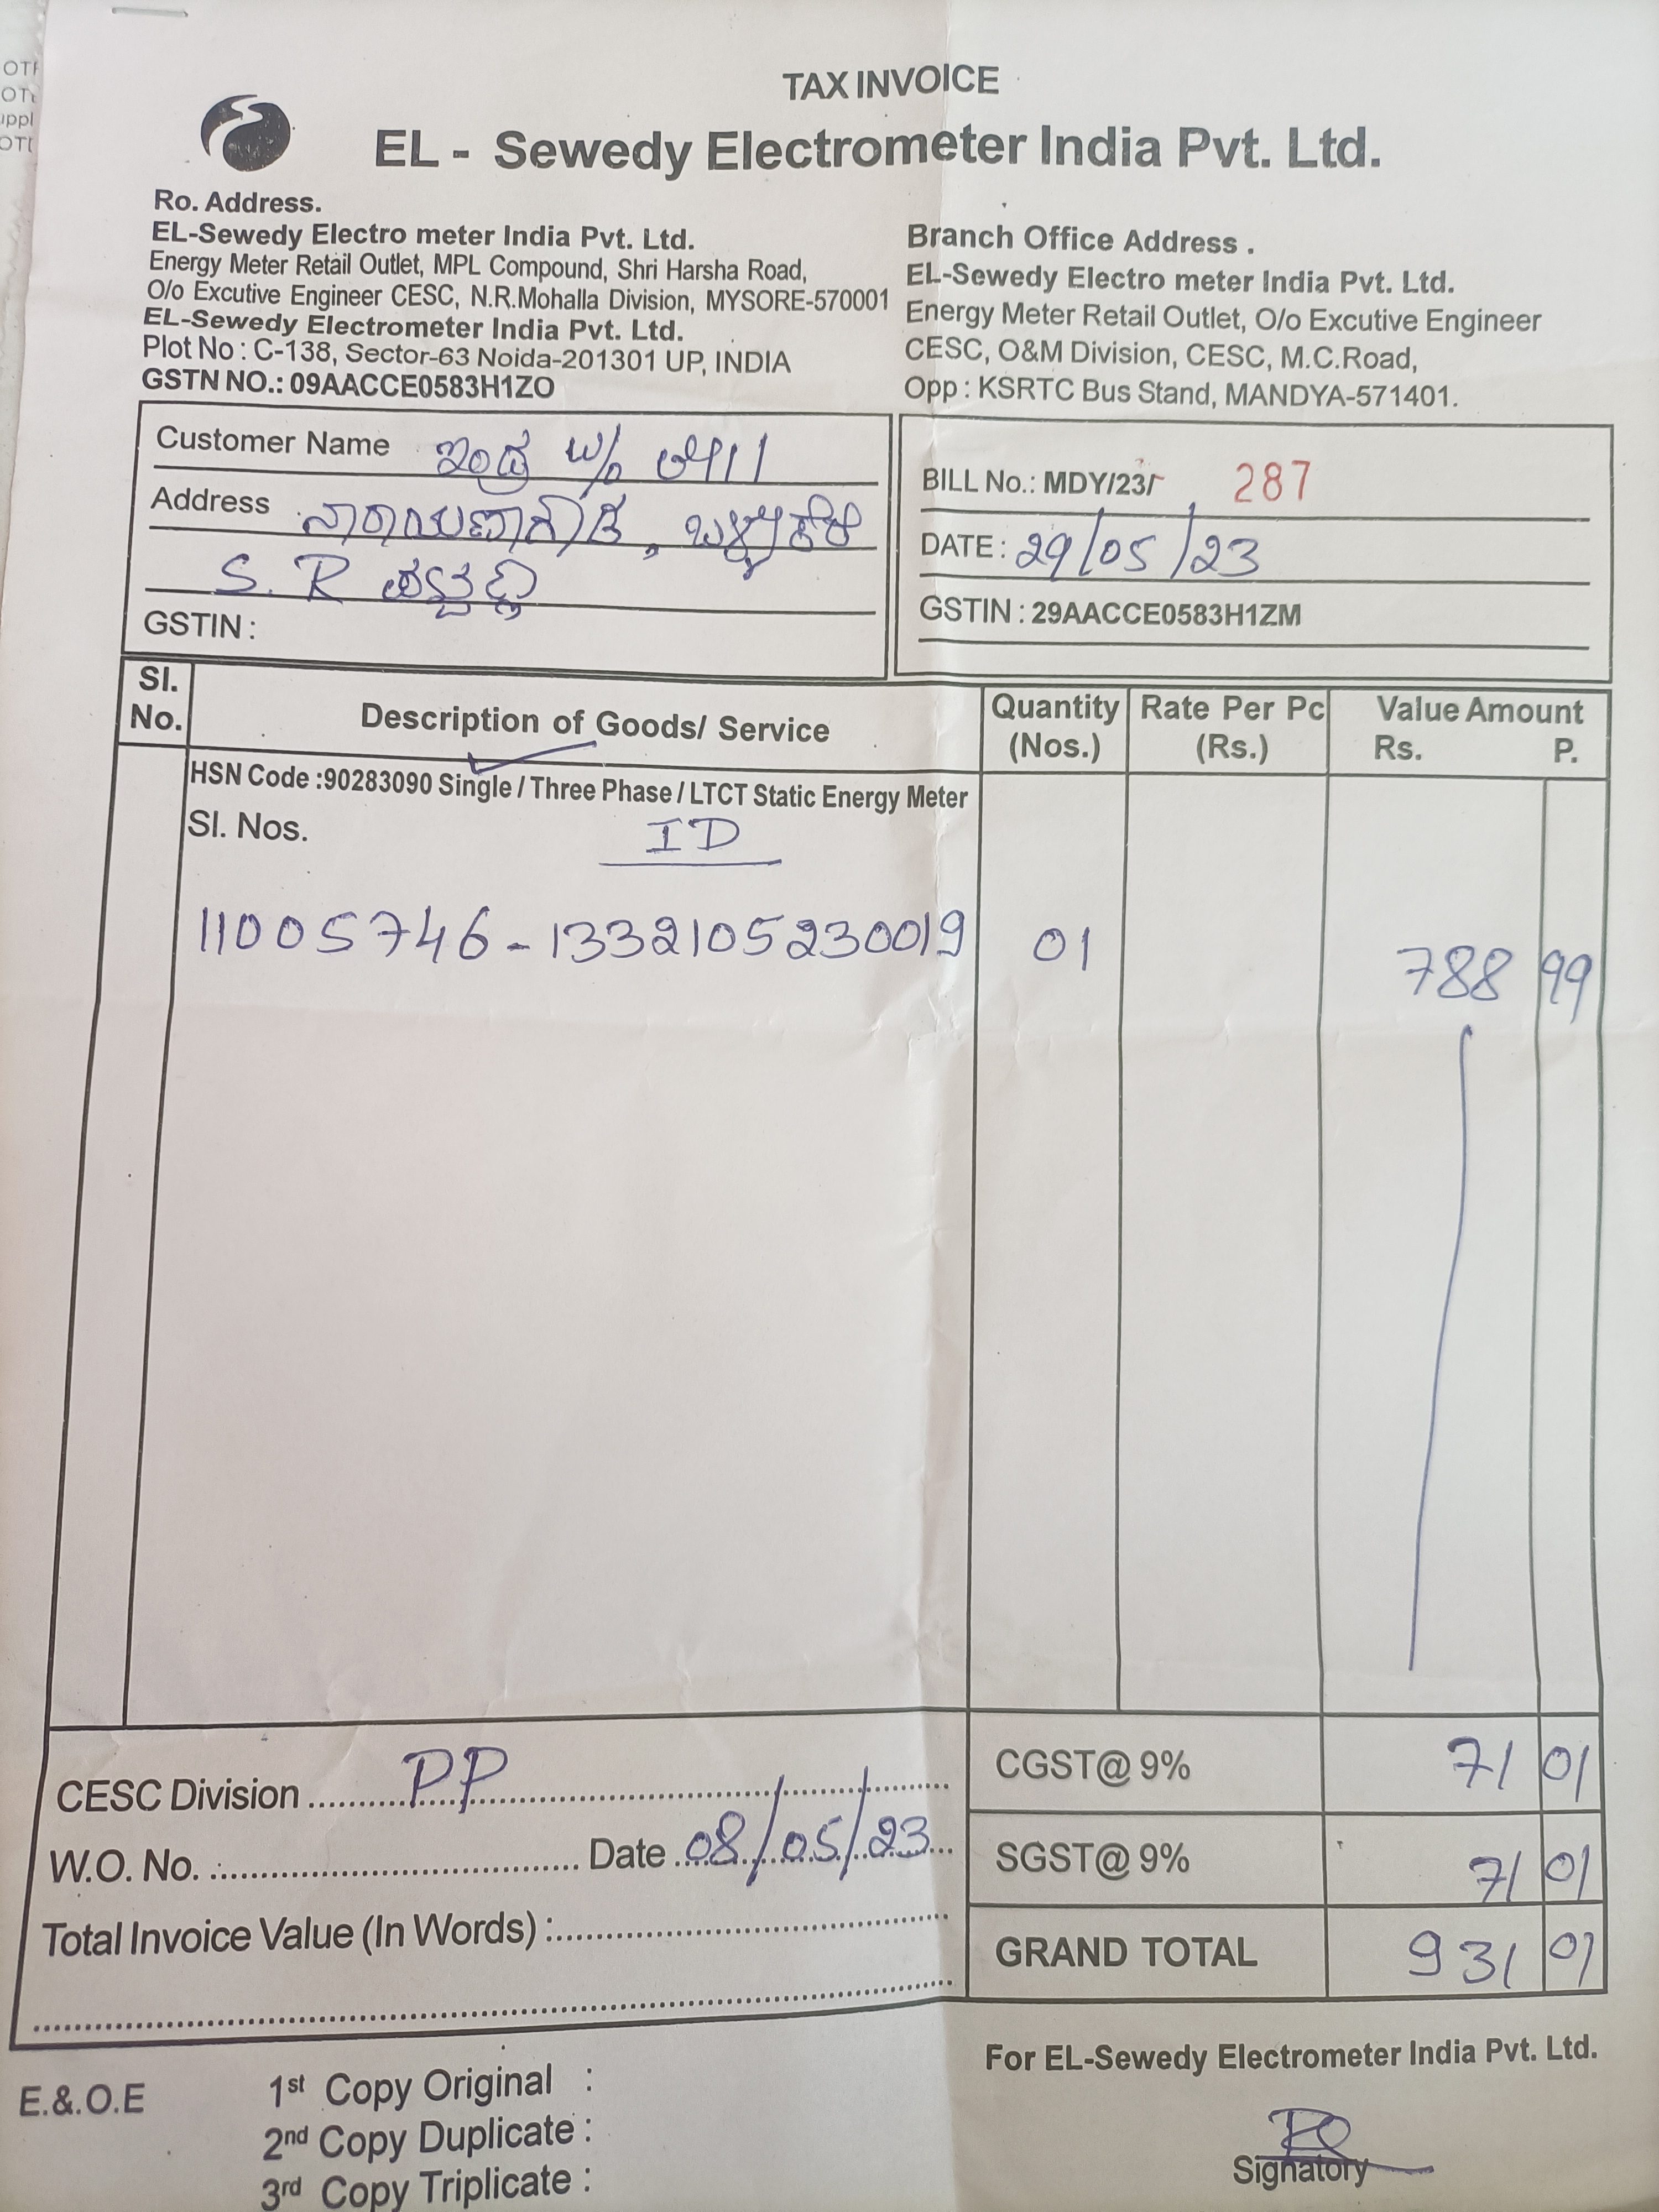 TAX INVOICE
EL - Sewedy Electrometer India Pvt. Ltd.
Ro. Address.
EL-Sewedy Electro meter India Pvt. Ltd.
Energy Meter Retail Outlet, MPL Compound, Shri Harsha Road,
O/o Excutive Engineer CESC, N.R.Mohalla Division, MYSORE-570001
EL-Sewedy Electrometer India Pvt. Ltd.
Plot No : C-138, Sector-63 Noida-201301 UP, INDIA
GSTN NO.: 09AACCE0583H1ZO
Branch Office Address .
EL-Sewedy Electro meter India Pvt. Ltd.
Energy Meter Retail Outlet, O/o Excutive Engineer
CESC, O&M Division, CESC, M.C.Road,
Opp : KSRTC Bus Stand, MANDYA-571401.
Customer Name ಇಂದ್ರ w/o
Address ನಾರಾಯಣಾಗೌಡ,
S. R
GSTIN :
BILL No.: MDY/23/- 287
DATE : 29/05/23
GSTIN : 29AACCE0583H1ZM
Sl. No. Description of Goods/ Service Quantity (Nos.) Rate Per Pc (Rs.) Value Amount Rs. P.
HSN Code :90283090 Single / Three Phase / LTCT Static Energy Meter
Sl. Nos. ID
11005746-1332105230019 01 788 99
CESC Division PP CGST@ 9% 71 01
W.O. No. Date 08/05/23 SGST@ 9% 71 01
Total Invoice Value (In Words) : GRAND TOTAL 931 01
For EL-Sewedy Electrometer India Pvt. Ltd.
E.&.O.E 1st Copy Original :
2nd Copy Duplicate :
3rd Copy Triplicate :
Signatory